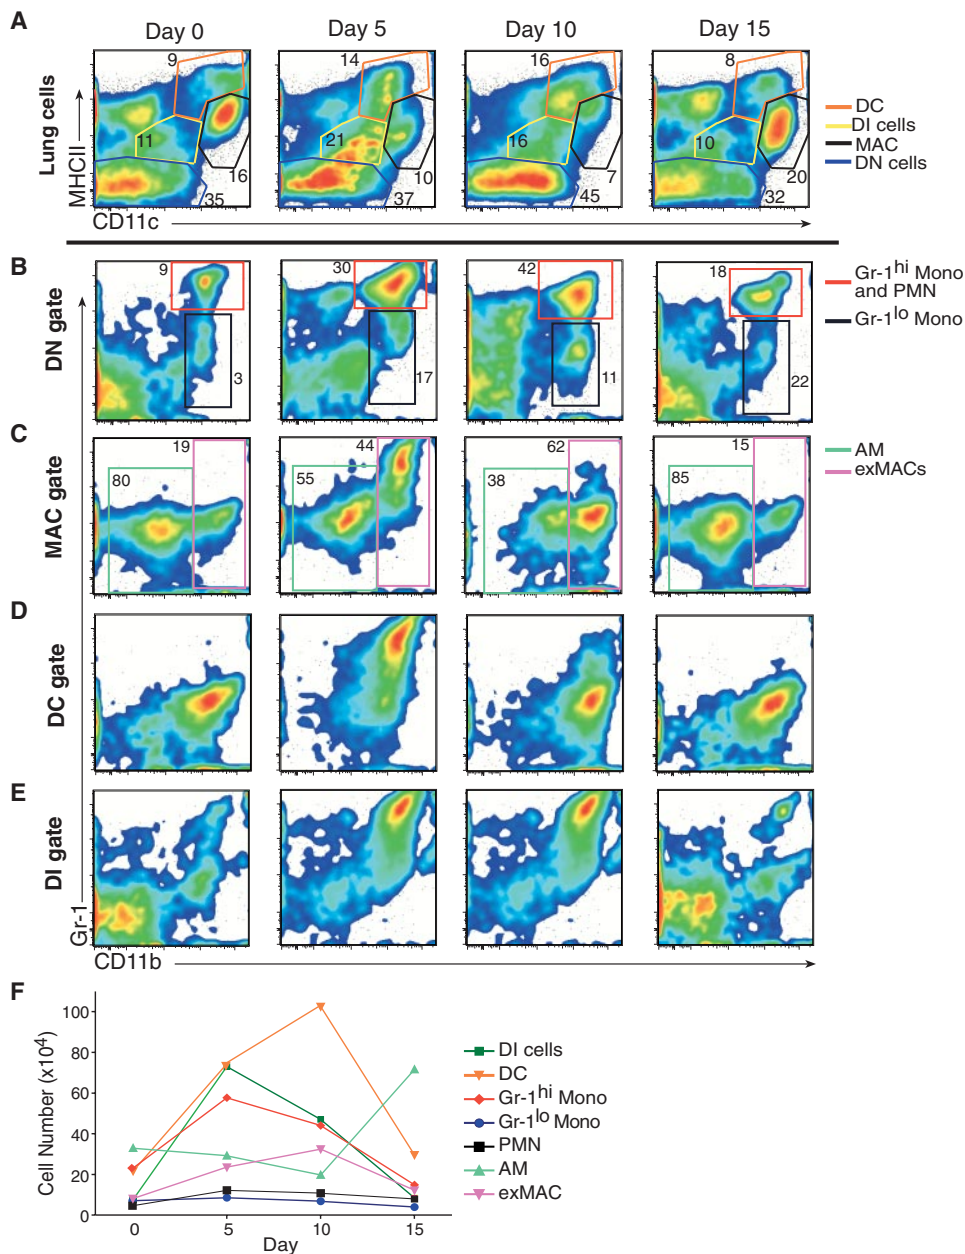 A
Day 0
Day 5
Day 10
Day 15
Lung cells
MHCII
9
11
16
35
14
21
10
37
16
16
7
45
8
10
20
32
DC
DI cells
MAC
DN cells
CD11c
B
DN gate
9
3
30
17
42
11
18
22
Gr-1hi Mono
and PMN
Gr-1lo Mono
C
MAC gate
19
80
44
55
62
38
15
85
AM
exMACs
D
DC gate
E
DI gate
Gr-1
CD11b
F
Cell Number (x10⁴)
100
80
60
40
20
0
0
5
10
15
Day
DI cells
DC
Gr-1hi Mono
Gr-1lo Mono
PMN
AM
exMAC